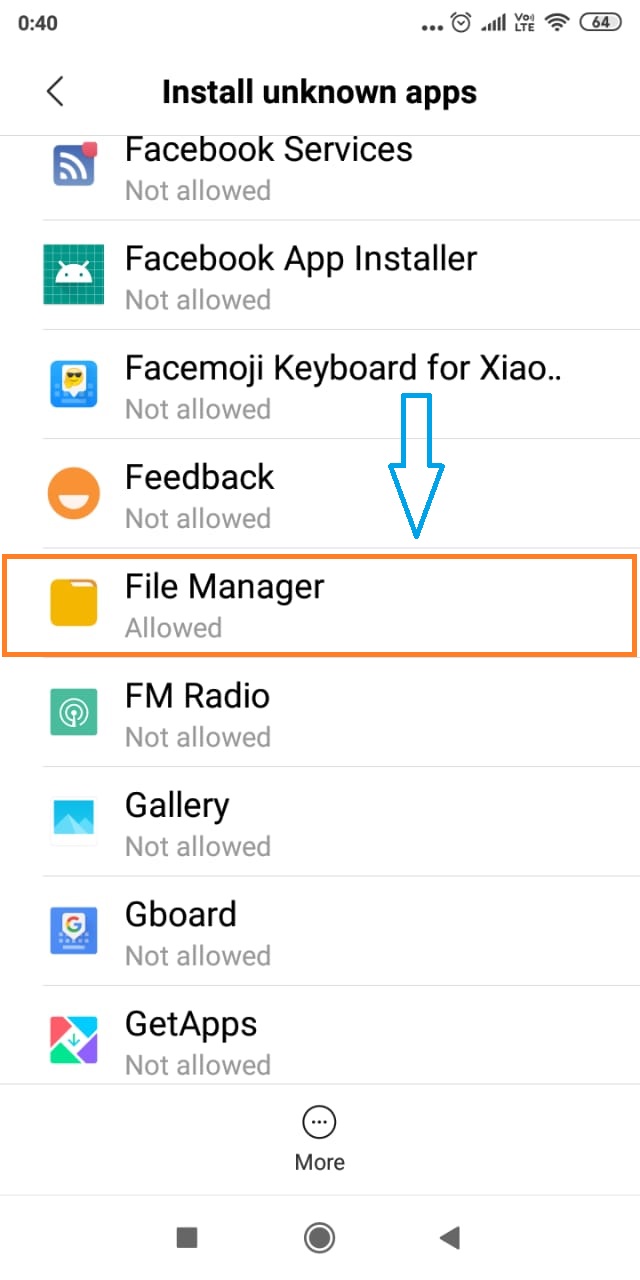 0:40
Vo))
LTE
64
Install unknown apps
Facebook Services
Not allowed
Facebook App Installer
Not allowed
Facemoji Keyboard for Xiao..
Not allowed
Feedback
Not allowed
File Manager
Allowed
FM Radio
Not allowed
Gallery
Not allowed
Gboard
Not allowed
GetApps
Not allowed
More